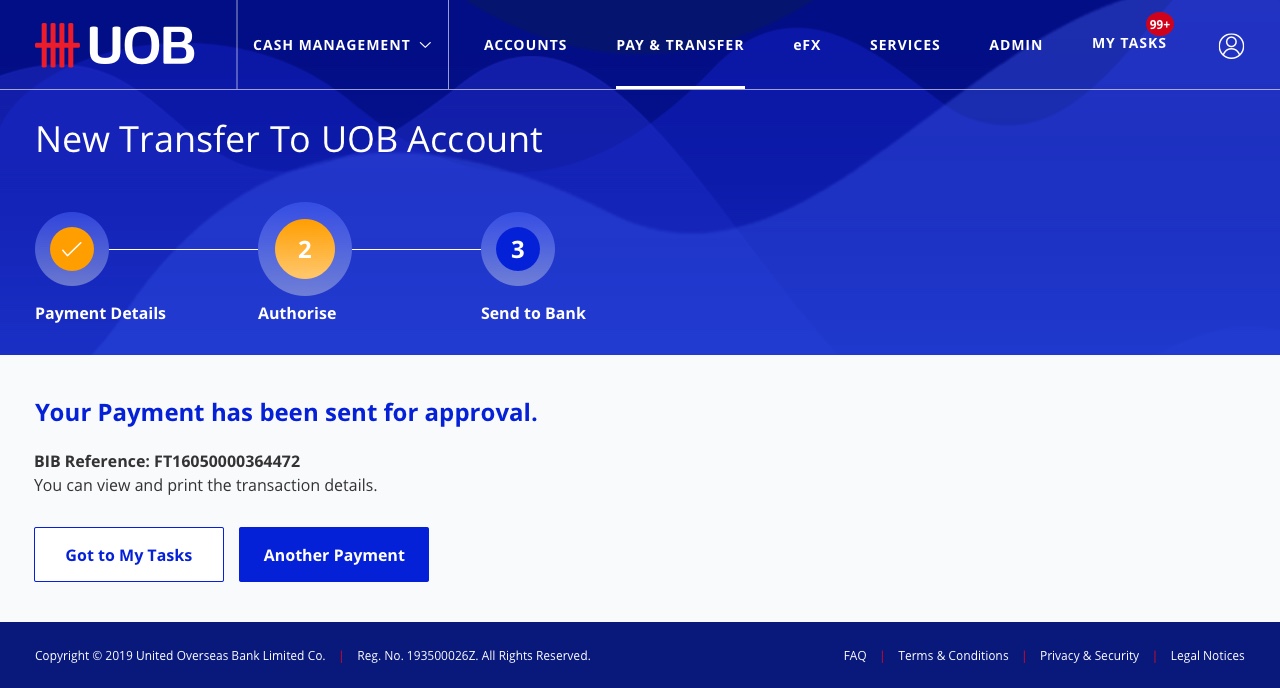 UOB
CASH MANAGEMENT
ACCOUNTS
PAY & TRANSFER
eFX
SERVICES
ADMIN
MY TASKS
99+
New Transfer To UOB Account
2
3
Payment Details
Authorise
Send to Bank
Your Payment has been sent for approval.
BIB Reference: FT16050000364472
You can view and print the transaction details.
Got to My Tasks
Another Payment
Copyright © 2019 United Overseas Bank Limited Co. | Reg. No. 193500026Z. All Rights Reserved.
FAQ | Terms & Conditions | Privacy & Security | Legal Notices